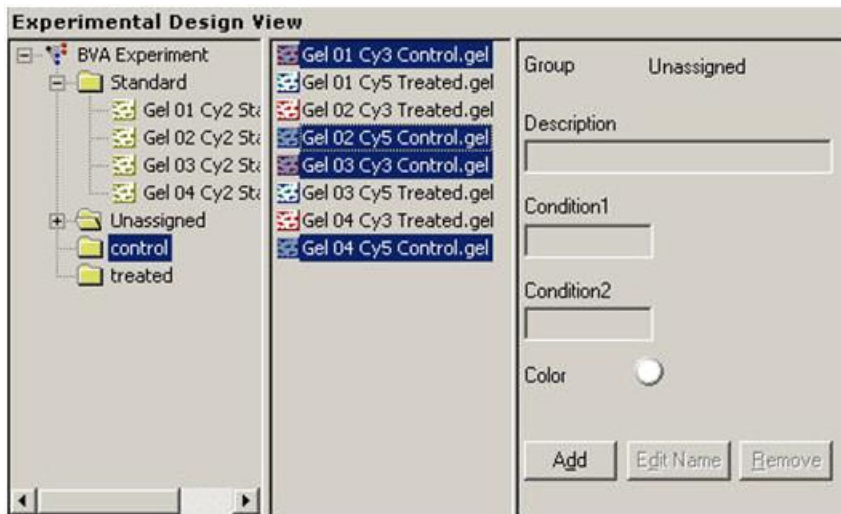 Experimental Design View
BVA Experiment
Standard
Gel 01 Cy2 Sta
Gel 02 Cy2 Sta
Gel 03 Cy2 Sta
Gel 04 Cy2 Sta
Unassigned
control
treated
Gel 01 Cy3 Control.gel
Gel 01 Cy5 Treated.gel
Gel 02 Cy3 Treated.gel
Gel 02 Cy5 Control.gel
Gel 03 Cy3 Control.gel
Gel 03 Cy5 Treated.gel
Gel 04 Cy3 Treated.gel
Gel 04 Cy5 Control.gel
Group Unassigned
Description
Condition1
Condition2
Color
Add Edit Name Remove